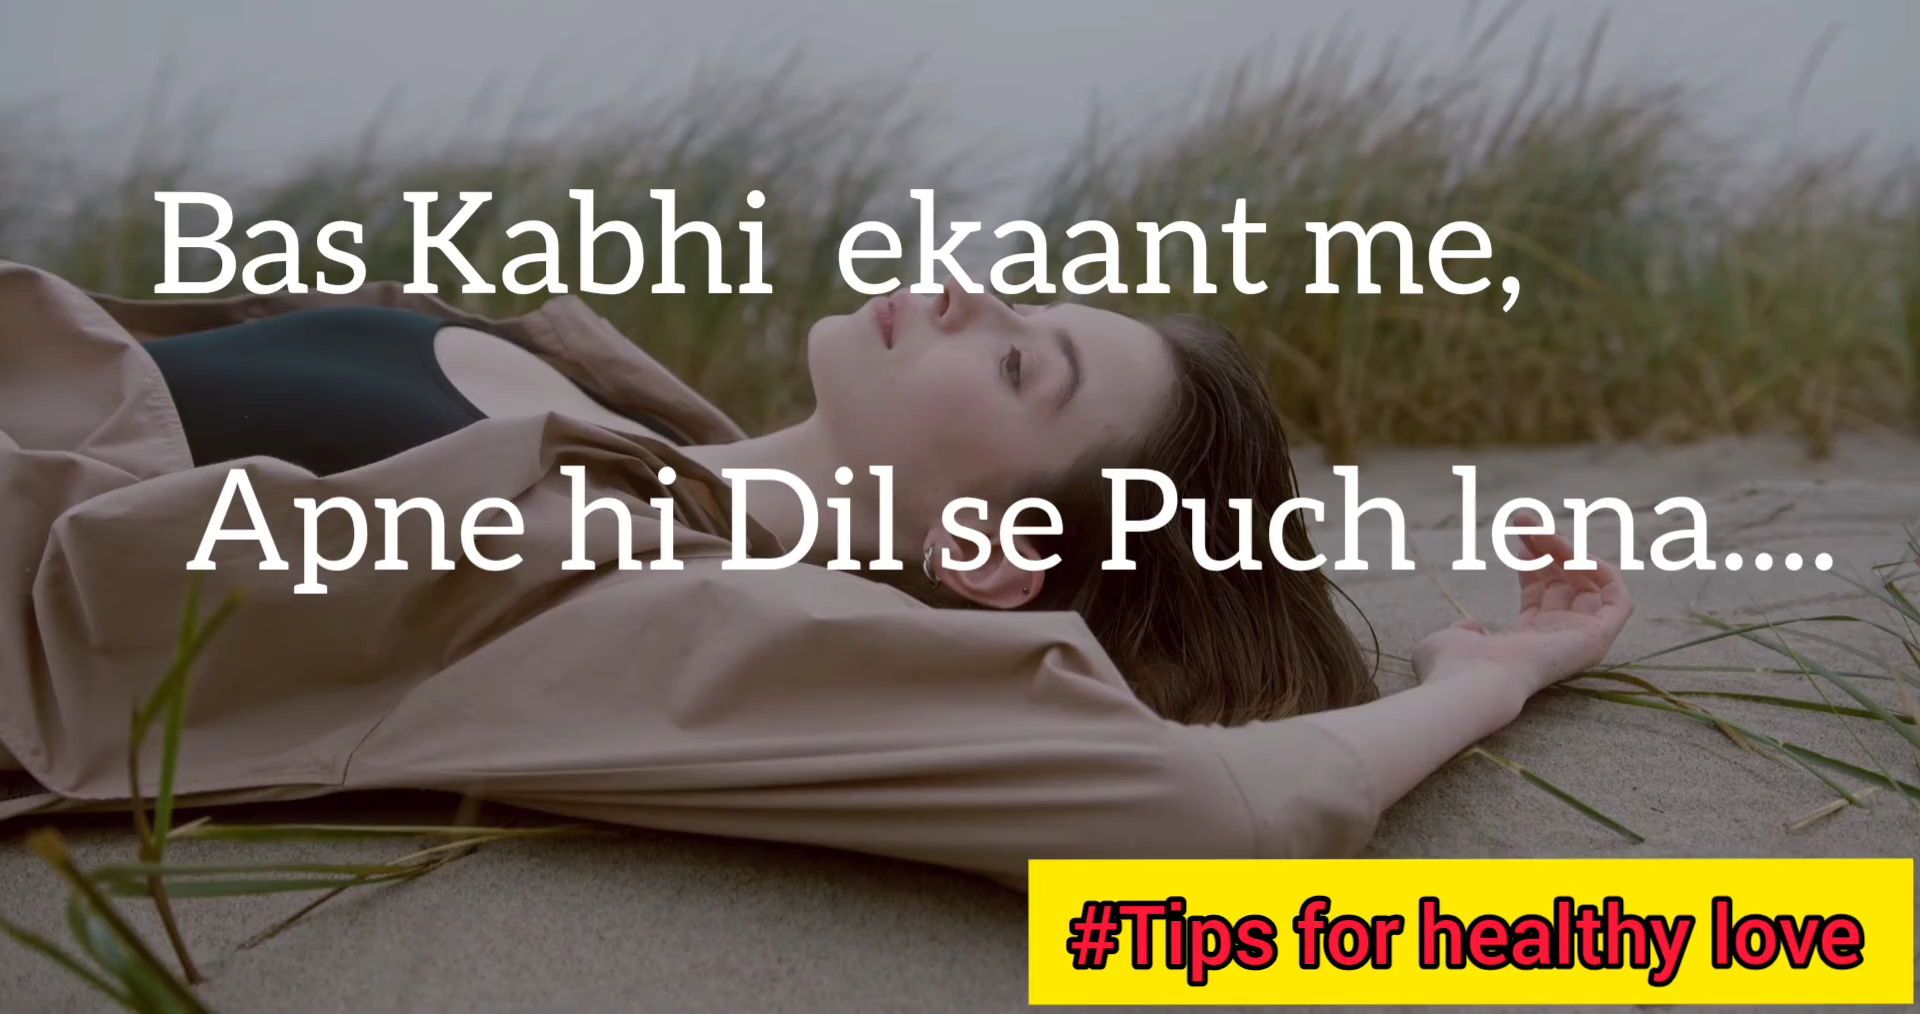 Bas Kabhi ekaant me,
Apne hi Dil se Puch lena....
#Tips for healthy love